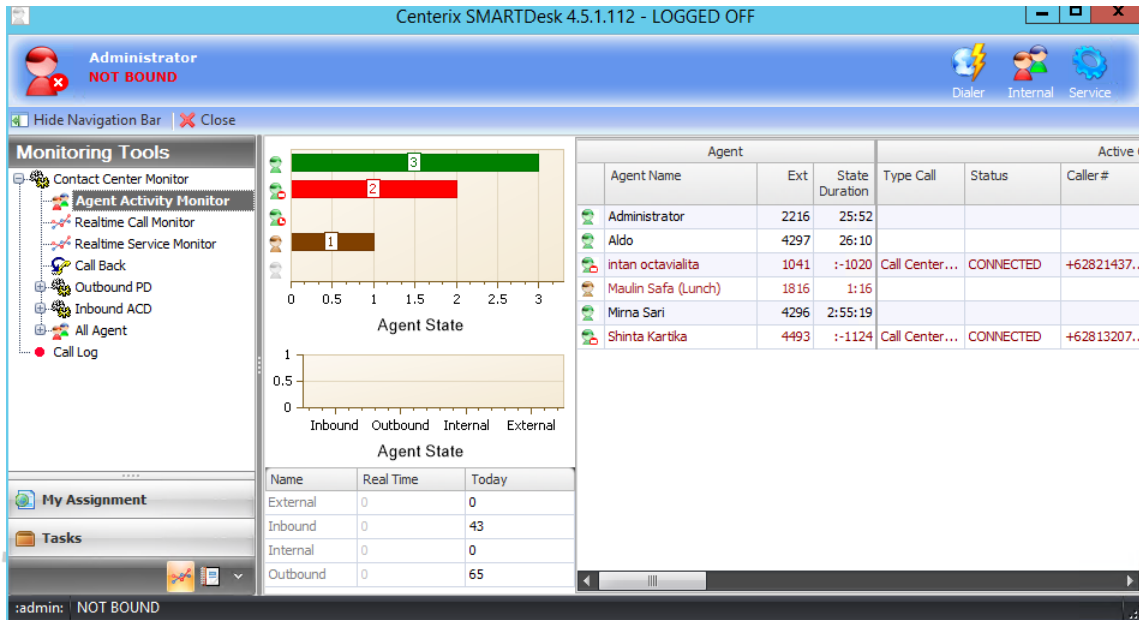 Centerix SMARTDesk 4.5.1.112 - LOGGED OFF
Administrator
NOT BOUND
Dialer Internal Service
Hide Navigation Bar Close
Monitoring Tools
Contact Center Monitor
Agent Activity Monitor
Realtime Call Monitor
Realtime Service Monitor
Call Back
Outbound PD
Inbound ACD
All Agent
Call Log
My Assignment
Tasks
3
2
1
0 0.5 1 1.5 2 2.5 3
Agent State
1
0.5
0
Inbound Outbound Internal External
Agent State
Name Real Time Today
External 0 0
Inbound 0 43
Internal 0 0
Outbound 0 65
Agent Active
Agent Name Ext State Duration Type Call Status Caller #
Administrator 2216 25:52
Aldo 4297 26:10
intan octavialita 1041 :-1020 Call Center... CONNECTED +62821437..
Maulin Safa (Lunch) 1816 1:16
Mirna Sari 4296 2:55:19
Shinta Kartika 4493 :-1124 Call Center... CONNECTED +62813207..
:admin: NOT BOUND